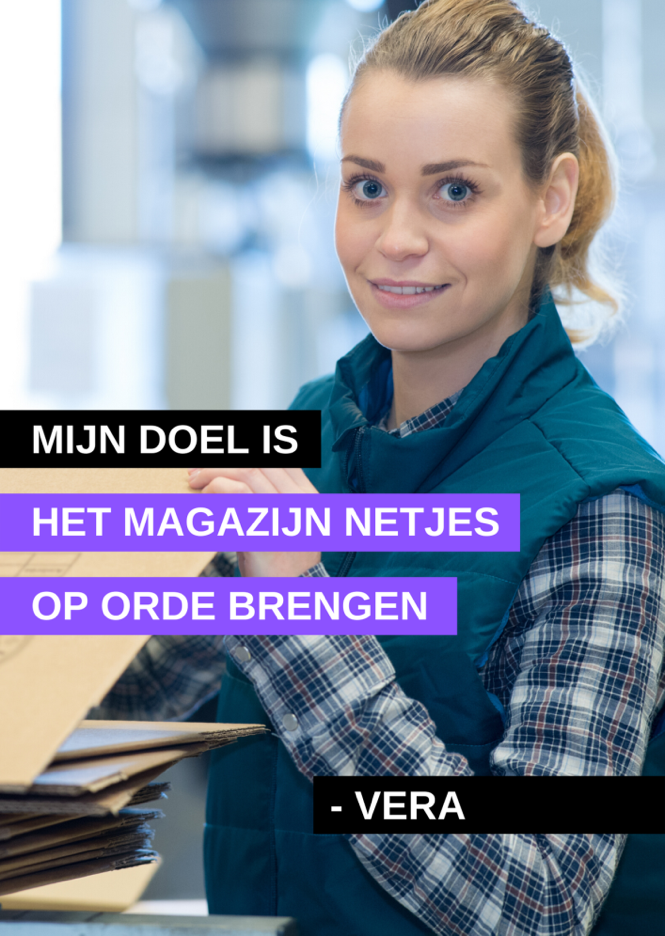 MIJN DOEL IS
HET MAGAZIJN NETJES
OP ORDE BRENGEN
- VERA